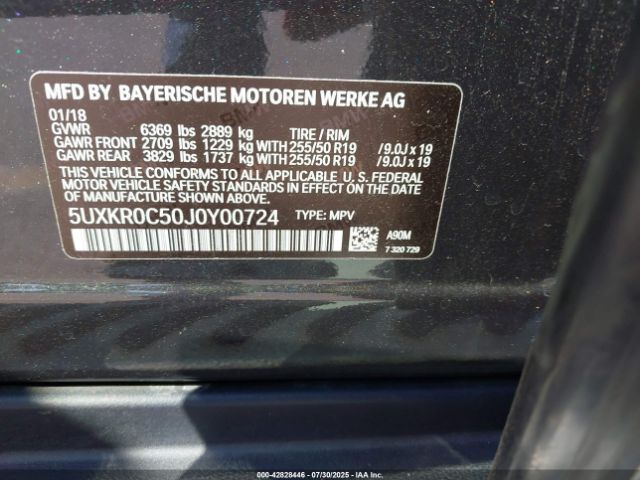 MFD BY BAYERISCHE MOTOREN WERKE AG
01/18
GVWR 6369 lbs 2889 kg TIRE / RIM
GAWR FRONT 2709 lbs 1229 kg WITH 255/50 R19 /9.0J x 19
GAWR REAR 3829 lbs 1737 kg WITH 255/50 R19 /9.0J x 19
THIS VEHICLE CONFORMS TO ALL APPLICABLE U. S. FEDERAL
MOTOR VEHICLE SAFETY STANDARDS IN EFFECT ON THE DATE
OF MANUFACTURE SHOWN ABOVE.
5UXKR0C50J0Y00724 TYPE: MPV
A90M
7 320 729
©-42828446 - 07/30/2025 - IAAI.COM